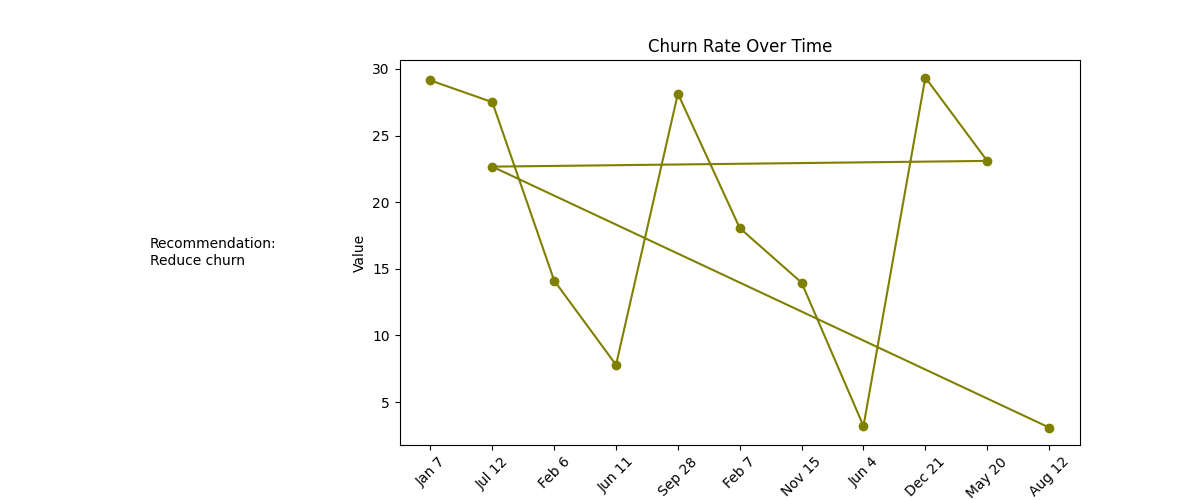 Churn Rate Over Time
Recommendation:
Reduce churn
Value
30
25
20
15
10
5
Jan 7
Jul 12
Feb 6
Jun 11
Sep 28
Feb 7
Nov 15
Jun 4
Dec 21
May 20
Aug 12